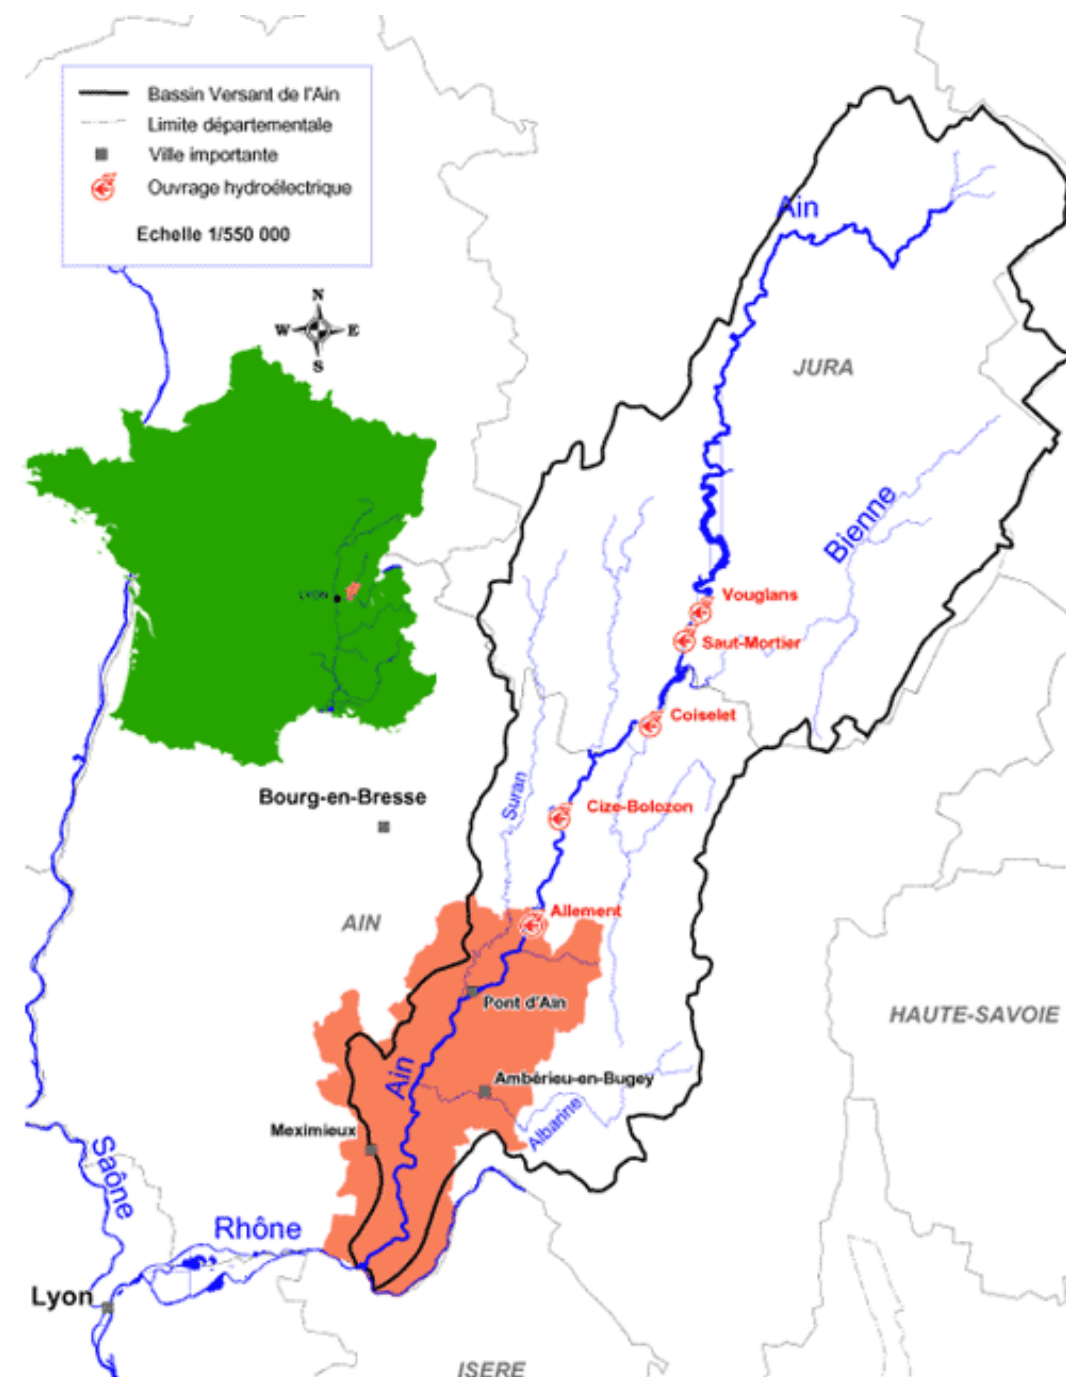 Bassin Versant de l'Ain
Limite départementale
Ville importante
Ouvrage hydroélectrique
Echelle 1/550 000
Ain
N
W E
S
JURA
Bienne
LYON
Vouglans
Saut-Mortier
Coiselet
Suran
Bourg-en-Bresse
Cize-Bolozon
Allement
AIN
Pont d'Ain
HAUTE-SAVOIE
Ain
Ambérieu-en-Bugey
Albarine
Meximieux
Saône
Rhône
Lyon
ISERE